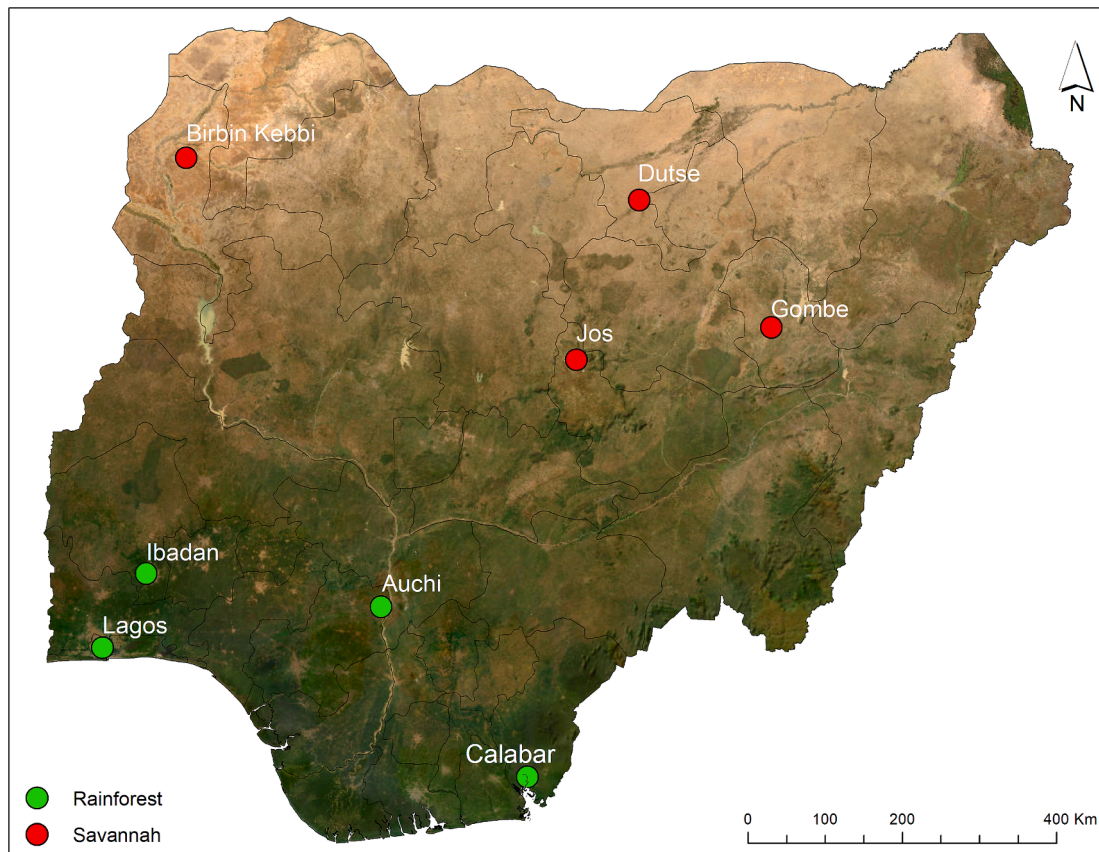 N
Birbin Kebbi
Dutse
Gombe
Jos
Ibadan
Auchi
Lagos
Calabar
Rainforest
Savannah
0 100 200 400 Km